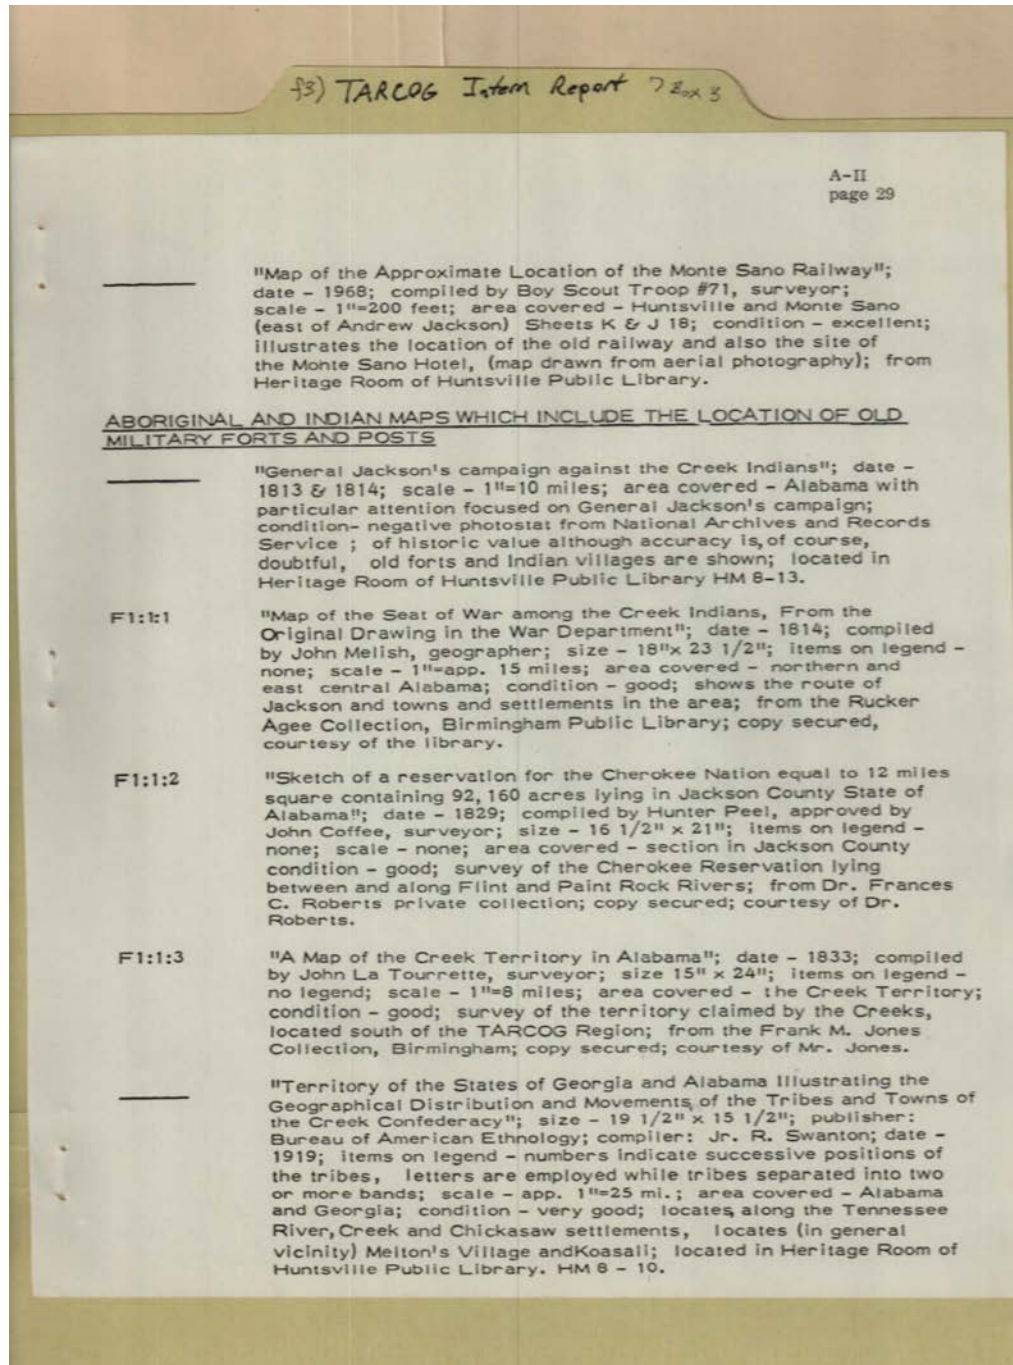 f3) TARCOG Intern Report 7 Box 3
A-II
page 29
"Map of the Approximate Location of the Monte Sano Railway";
date - 1968; compiled by Boy Scout Troop #71, surveyor;
scale - 1"=200 feet; area covered - Huntsville and Monte Sano
(east of Andrew Jackson) Sheets K & J 18; condition - excellent;
illustrates the location of the old railway and also the site of
the Monte Sano Hotel, (map drawn from aerial photography); from
Heritage Room of Huntsville Public Library.
ABORIGINAL AND INDIAN MAPS WHICH INCLUDE THE LOCATION OF OLD
MILITARY FORTS AND POSTS
"General Jackson's campaign against the Creek Indians"; date -
1813 & 1814; scale - 1"=10 miles; area covered - Alabama with
particular attention focused on General Jackson's campaign;
condition- negative photostat from National Archives and Records
Service ; of historic value although accuracy is, of course,
doubtful, old forts and Indian villages are shown; located in
Heritage Room of Huntsville Public Library HM 8-13.
F1:1:1 "Map of the Seat of War among the Creek Indians, From the
Original Drawing in the War Department"; date - 1814; compiled
by John Melish, geographer; size - 18"x 23 1/2"; items on legend -
none; scale - 1"=app. 15 miles; area covered - northern and
east central Alabama; condition - good; shows the route of
Jackson and towns and settlements in the area; from the Rucker
Agee Collection, Birmingham Public Library; copy secured,
courtesy of the library.
F1:1:2 "Sketch of a reservation for the Cherokee Nation equal to 12 miles
square containing 92,160 acres lying in Jackson County State of
Alabama"; date - 1829; compiled by Hunter Peel, approved by
John Coffee, surveyor; size - 16 1/2" x 21"; items on legend -
none; scale - none; area covered - section in Jackson County
condition - good; survey of the Cherokee Reservation lying
between and along Flint and Paint Rock Rivers; from Dr. Frances
C. Roberts private collection; copy secured; courtesy of Dr.
Roberts.
F1:1:3 "A Map of the Creek Territory in Alabama"; date - 1833; compiled
by John La Tourrette, surveyor; size 15" x 24"; items on legend -
no legend; scale - 1"=8 miles; area covered - the Creek Territory;
condition - good; survey of the territory claimed by the Creeks,
located south of the TARCOG Region; from the Frank M. Jones
Collection, Birmingham; copy secured; courtesy of Mr. Jones.
"Territory of the States of Georgia and Alabama Illustrating the
Geographical Distribution and Movements, of the Tribes and Towns of
the Creek Confederacy"; size - 19 1/2" x 15 1/2"; publisher:
Bureau of American Ethnology; compiler: Jr. R. Swanton; date -
1919; items on legend - numbers indicate successive positions of
the tribes, letters are employed while tribes separated into two
or more bands; scale - app. 1"=25 mi.; area covered - Alabama
and Georgia; condition - very good; locates, along the Tennessee
River, Creek and Chickasaw settlements, locates (in general
vicinity) Melton's Village andKoasali; located in Heritage Room of
Huntsville Public Library. HM 8 - 10.